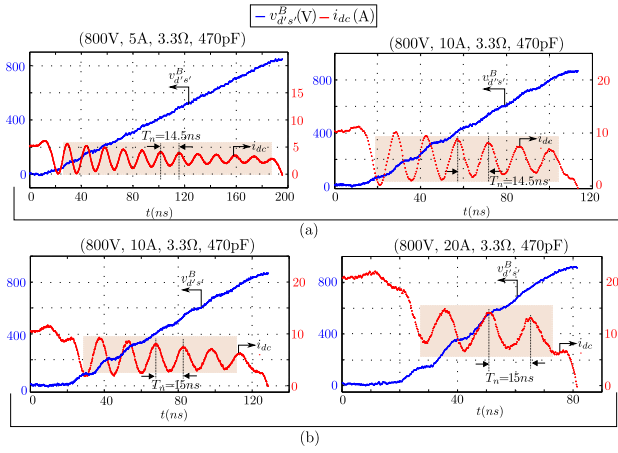 v^B_{d's'}(V) i_{dc}(A)
(a)
(800V, 5A, 3.3Ω, 470pF)
800
400
0
15
10
5
0
v^B_{d's'}
T_n=14.5ns
i_{dc}
0 40 80 120 160 200
t(ns)
(800V, 10A, 3.3Ω, 470pF)
800
400
0
20
10
0
v^B_{d's'}
T_n=14.5ns
i_{dc}
0 40 80 120
t(ns)
(a)
(800V, 10A, 3.3Ω, 470pF)
800
400
0
20
10
0
v^B_{d's'}
T_n=15ns
i_{dc}
0 40 80 120
t(ns)
(800V, 20A, 3.3Ω, 470pF)
800
400
0
20
10
0
v^B_{d's'}
T_n=15ns
i_{dc}
0 40 80
t(ns)
(b)